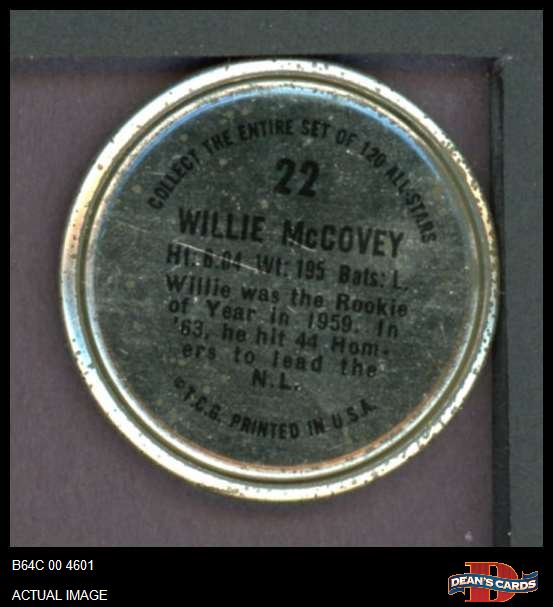 COLLECT THE ENTIRE SET OF 120 ALL-STARS
22
WILLIE McCOVEY
Ht: 6.04 Wt: 195 Bats: L.
Willie was the Rookie
of Year in 1959. In
'63, he hit 44 Hom-
ers to lead the
N.L.
©T.C.G. PRINTED IN U.S.A.
B64C 00 4601
ACTUAL IMAGE
D
DEAN'S CARDS